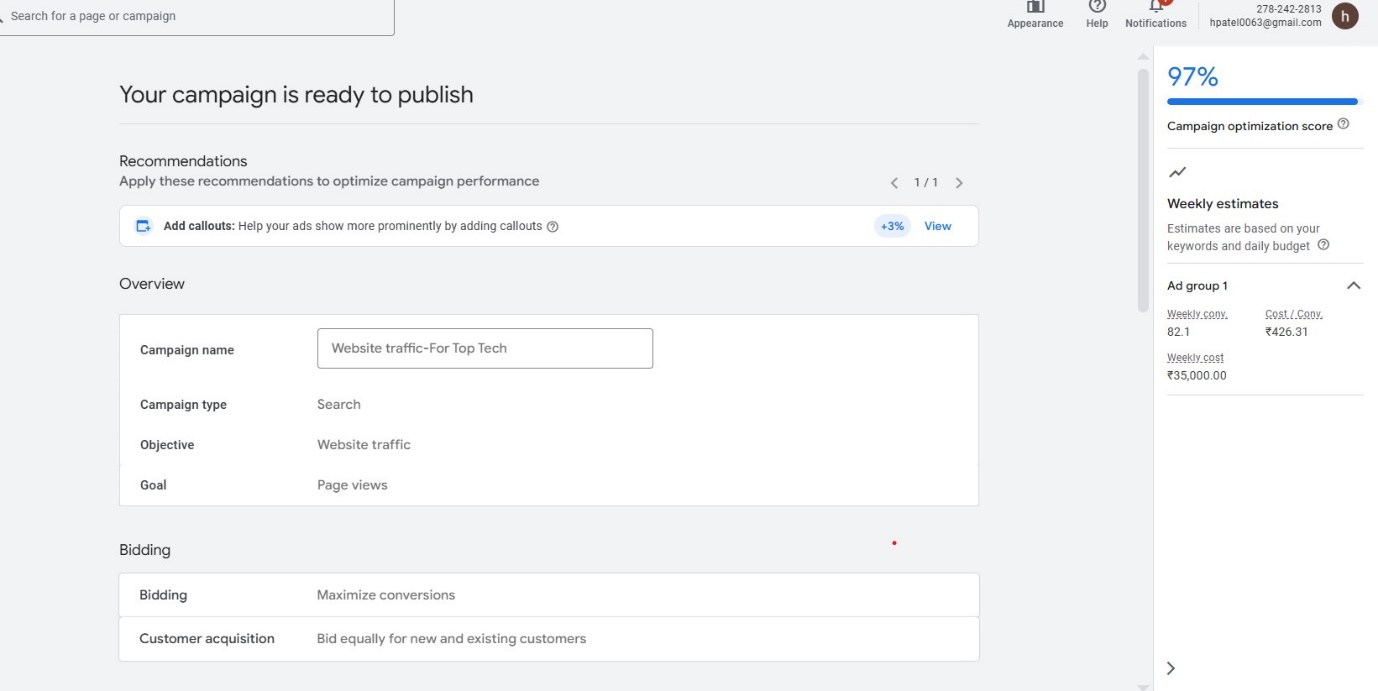 Search for a page or campaign
Appearance
Help
Notifications
278-242-2813
hpatel0063@gmail.com
h
Your campaign is ready to publish
Recommendations
Apply these recommendations to optimize campaign performance
1 / 1
Add callouts: Help your ads show more prominently by adding callouts
+3%
View
Overview
Campaign name
Website traffic-For Top Tech
Campaign type
Search
Objective
Website traffic
Goal
Page views
Bidding
Bidding
Maximize conversions
Customer acquisition
Bid equally for new and existing customers
97%
Campaign optimization score
Weekly estimates
Estimates are based on your
keywords and daily budget
Ad group 1
Weekly conv.
Cost / Conv.
82.1
₹426.31
Weekly cost
₹35,000.00